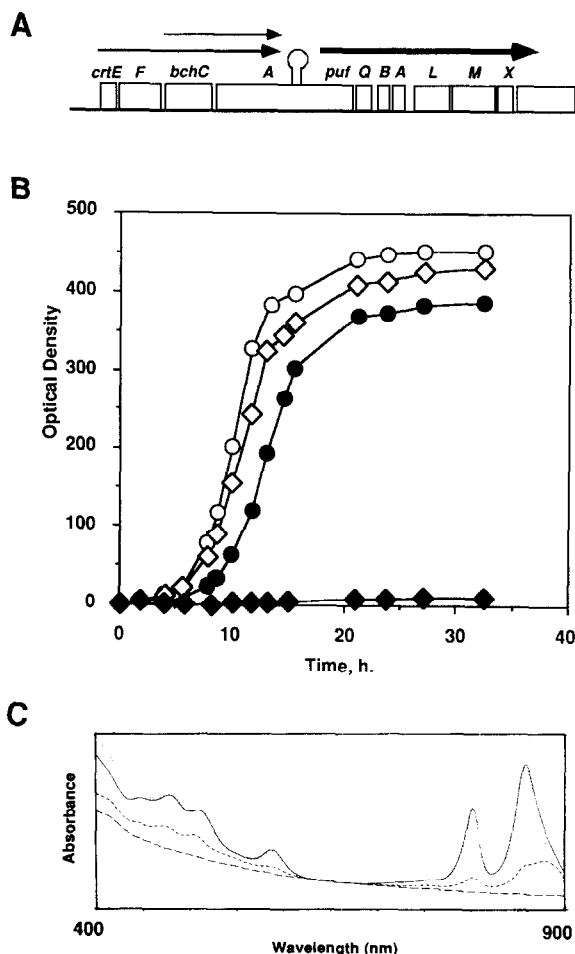 A
crtE F bchC A puf Q B A L M X
B
500
400
300
200
100
0
Optical Density
0 10 20 30 40
Time, h.
C
Absorbance
400 900
Wavelength (nm)